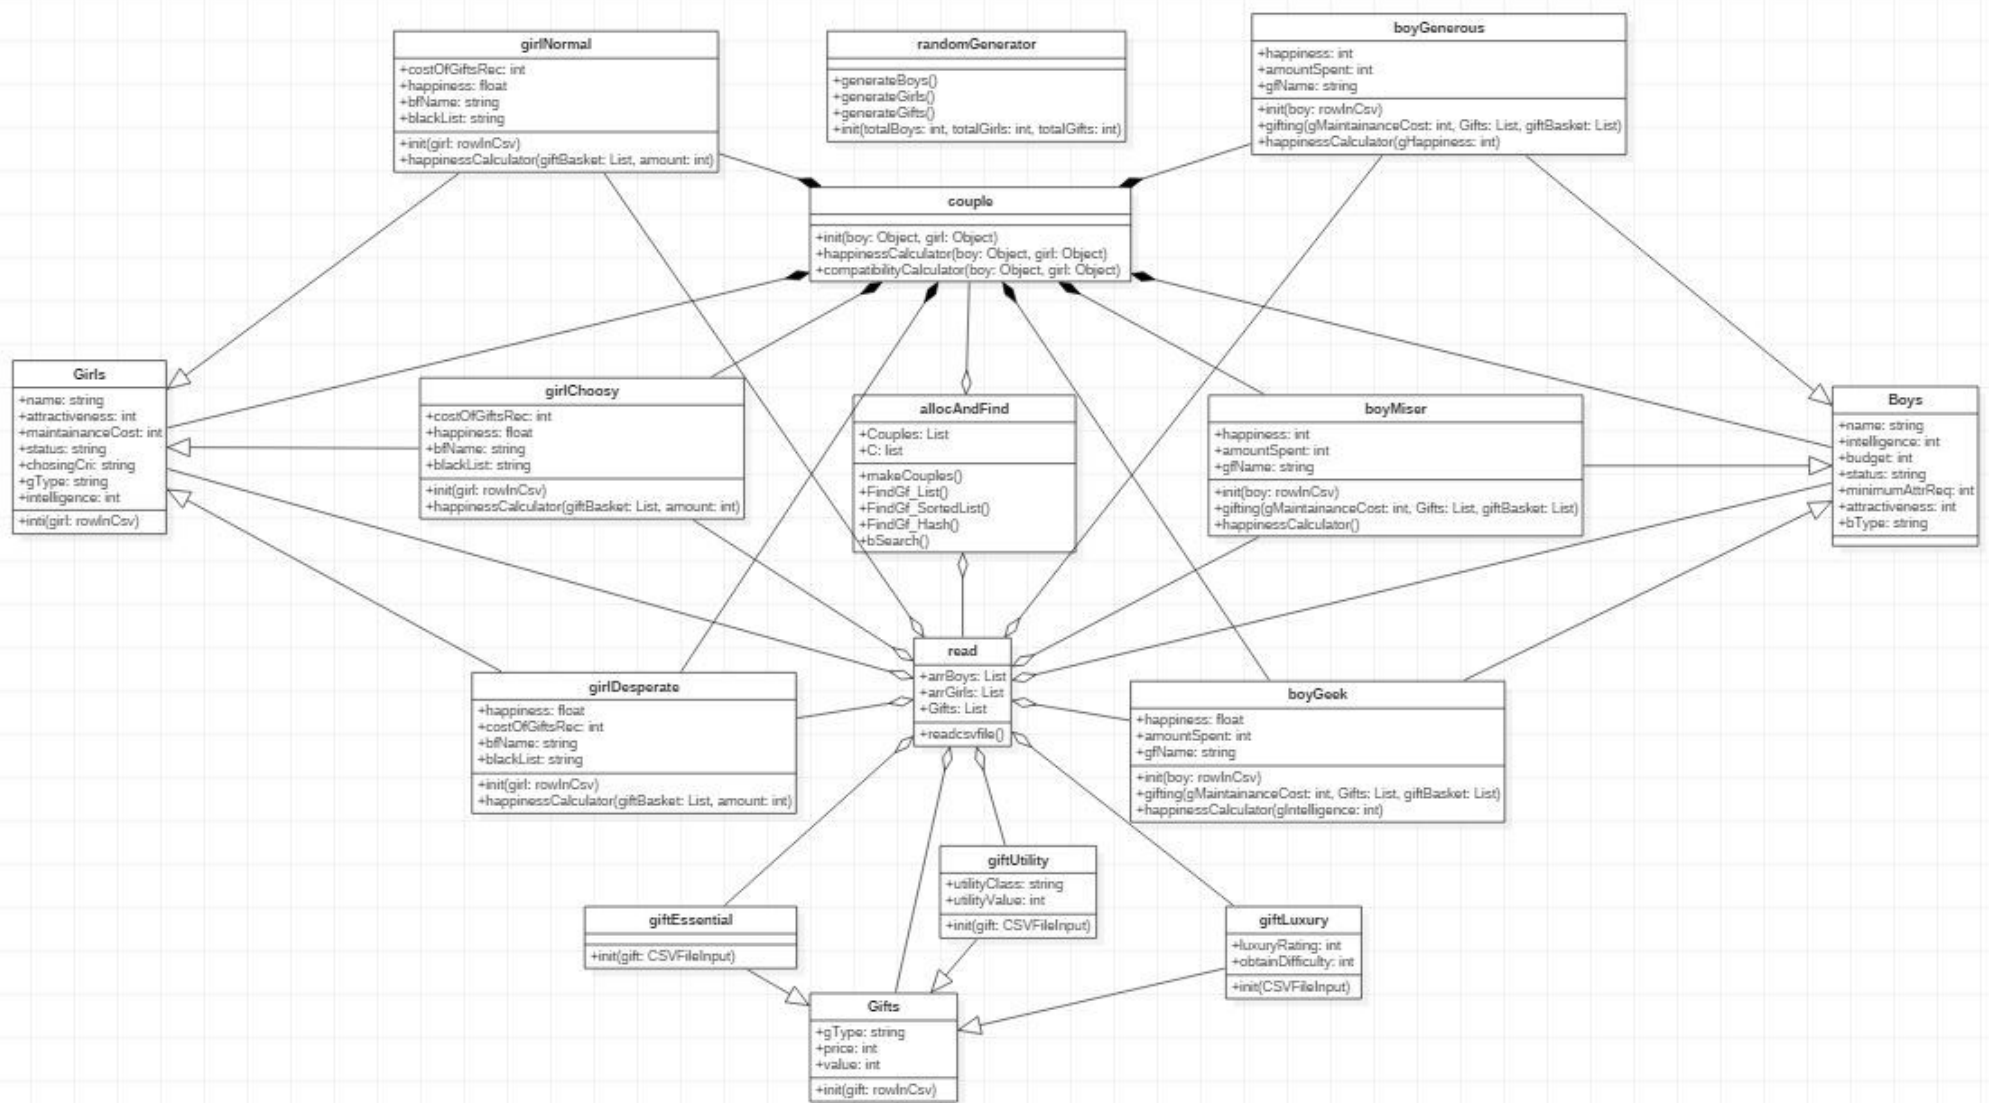 girlNormal
+costOfGiftsRec: int
+happiness: float
+bfName: string
+blackList: string
+init(girl: rowInCsv)
+happinessCalculator(giftBasket: List, amount: int)
randomGenerator
+generateBoys()
+generateGirls()
+generateGifts()
+init(totalBoys: int, totalGirls: int, totalGifts: int)
boyGenerous
+happiness: int
+amountSpent: int
+gfName: string
+init(boy: rowInCsv)
+gifting(gMaintainanceCost: int, Gifts: List, giftBasket: List)
+happinessCalculator(gHappiness: int)
couple
+init(boy: Object, girl: Object)
+happinessCalculator(boy: Object, girl: Object)
+compatibilityCalculator(boy: Object, girl: Object)
Girls
+name: string
+attractiveness: int
+maintainanceCost: int
+status: string
+chosingCri: string
+gType: string
+intelligence: int
+inti(girl: rowInCsv)
girlChoosy
+costOfGiftsRec: int
+happiness: float
+bfName: string
+blackList: string
+init(girl: rowInCsv)
+happinessCalculator(giftBasket: List, amount: int)
allocAndFind
+Couples: List
+C: list
+makeCouples()
+FindGf_List()
+FindGf_SortedList()
+FindGf_Hash()
+bSearch()
boyMiser
+happiness: int
+amountSpent: int
+gfName: string
+init(boy: rowInCsv)
+gifting(gMaintainanceCost: int, Gifts: List, giftBasket: List)
+happinessCalculator()
Boys
+name: string
+intelligence: int
+budget: int
+status: string
+minimumAttrReq: int
+attractiveness: int
+bType: string
girlDesperate
+happiness: float
+costOfGiftsRec: int
+bfName: string
+blackList: string
+init(girl: rowInCsv)
+happinessCalculator(giftBasket: List, amount: int)
read
+arrBoys: List
+arrGirls: List
+Gifts: List
+readcsvfile()
boyGeek
+happiness: float
+amountSpent: int
+gfName: string
+init(boy: rowInCsv)
+gifting(gMaintainanceCost: int, Gifts: List, giftBasket: List)
+happinessCalculator(gIntelligence: int)
giftUtility
+utilityClass: string
+utilityValue: int
+init(gift: CSVFileInput)
giftEssential
+init(gift: CSVFileInput)
giftLuxury
+luxuryRating: int
+obtainDifficulty: int
+init(CSVFileInput)
Gifts
+gType: string
+price: int
+value: int
+init(gift: rowInCsv)